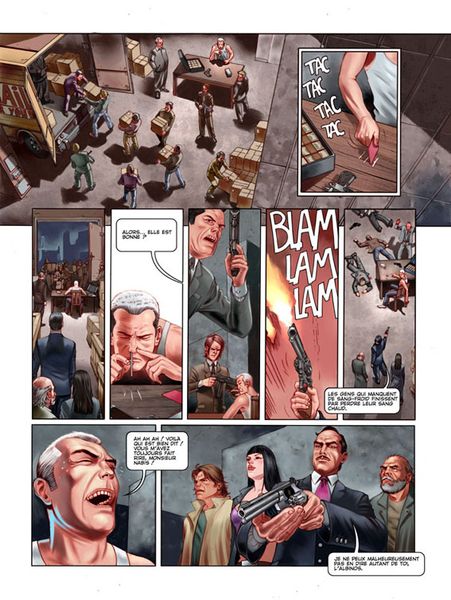 TAC
TAC
TAC
TAC
ALORS... ELLE EST
BONNE ?
BLAM
LAM
LAM
LES GENS QUI MANQUENT
DE SANG-FROID FINISSENT
PAR PERDRE LEUR SANG
CHAUD.
AH AH AH ! VOILÀ
QUI EST BIEN DIT !
VOUS M'AVEZ
TOUJOURS FAIT
RIRE, MONSIEUR
NABIS !
JE NE PEUX MALHEUREUSEMENT
PAS EN DIRE AUTANT DE TOI,
L'ALBINOS.